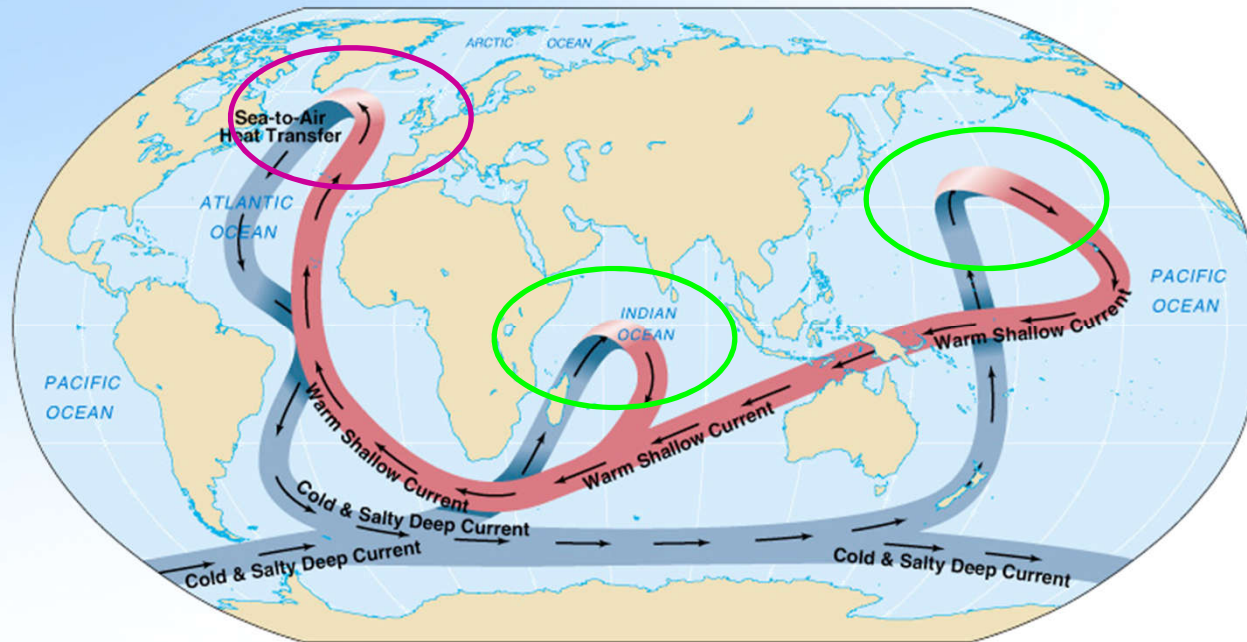 ARCTIC OCEAN
Sea-to-Air
Heat Transfer
ATLANTIC
OCEAN
PACIFIC
OCEAN
INDIAN
OCEAN
PACIFIC
OCEAN
Warm Shallow Current
Warm Shallow Current
Warm Shallow Current
Cold & Salty Deep Current
Cold & Salty Deep Current
Cold & Salty Deep Current